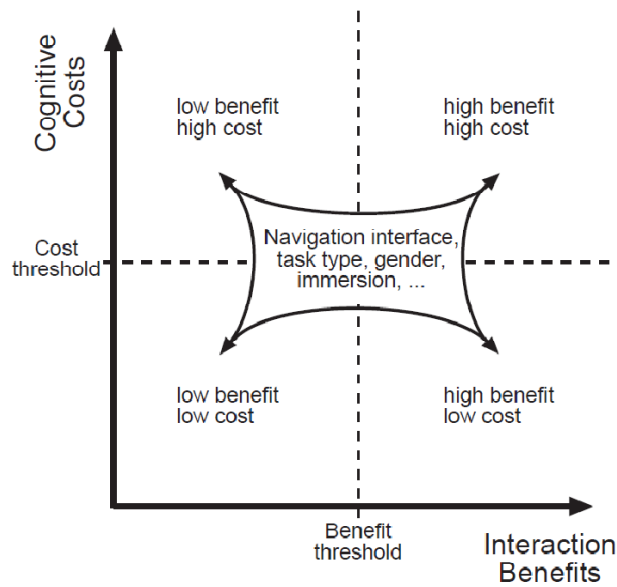 Cognitive
Costs
low benefit
high cost
high benefit
high cost
Cost
threshold
Navigation interface,
task type, gender,
immersion, ...
low benefit
low cost
high benefit
low cost
Benefit
threshold
Interaction
Benefits